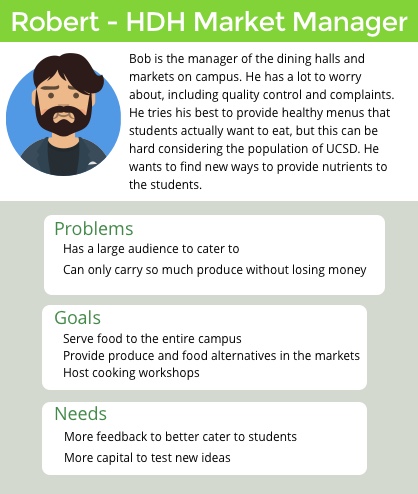 Robert - HDH Market Manager
Bob is the manager of the dining halls and
markets on campus. He has a lot to worry
about, including quality control and complaints.
He tries his best to provide healthy menus that
students actually want to eat, but this can be
hard considering the population of UCSD. He
wants to find new ways to provide nutrients to
the students.
Problems
Has a large audience to cater to
Can only carry so much produce without losing money
Goals
Serve food to the entire campus
Provide produce and food alternatives in the markets
Host cooking workshops
Needs
More feedback to better cater to students
More capital to test new ideas